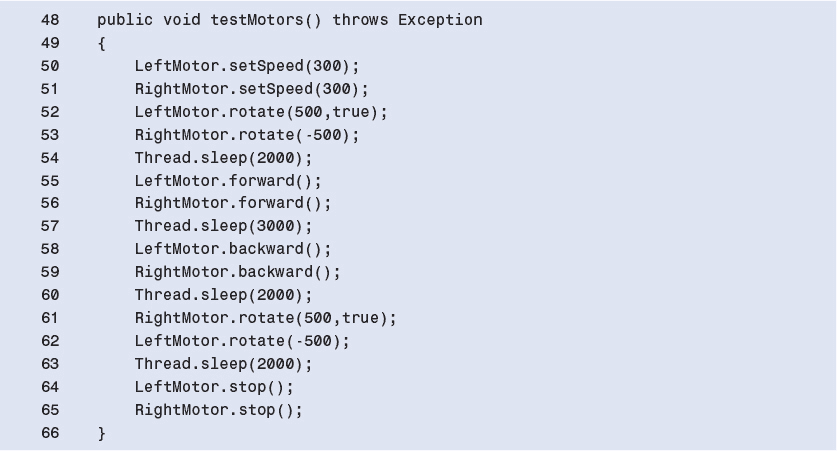 48    public void testMotors() throws Exception
49    {
50        LeftMotor.setSpeed(300);
51        RightMotor.setSpeed(300);
52        LeftMotor.rotate(500,true);
53        RightMotor.rotate(-500);
54        Thread.sleep(2000);
55        LeftMotor.forward();
56        RightMotor.forward();
57        Thread.sleep(3000);
58        LeftMotor.backward();
59        RightMotor.backward();
60        Thread.sleep(2000);
61        RightMotor.rotate(500,true);
62        LeftMotor.rotate(-500);
63        Thread.sleep(2000);
64        LeftMotor.stop();
65        RightMotor.stop();
66    }